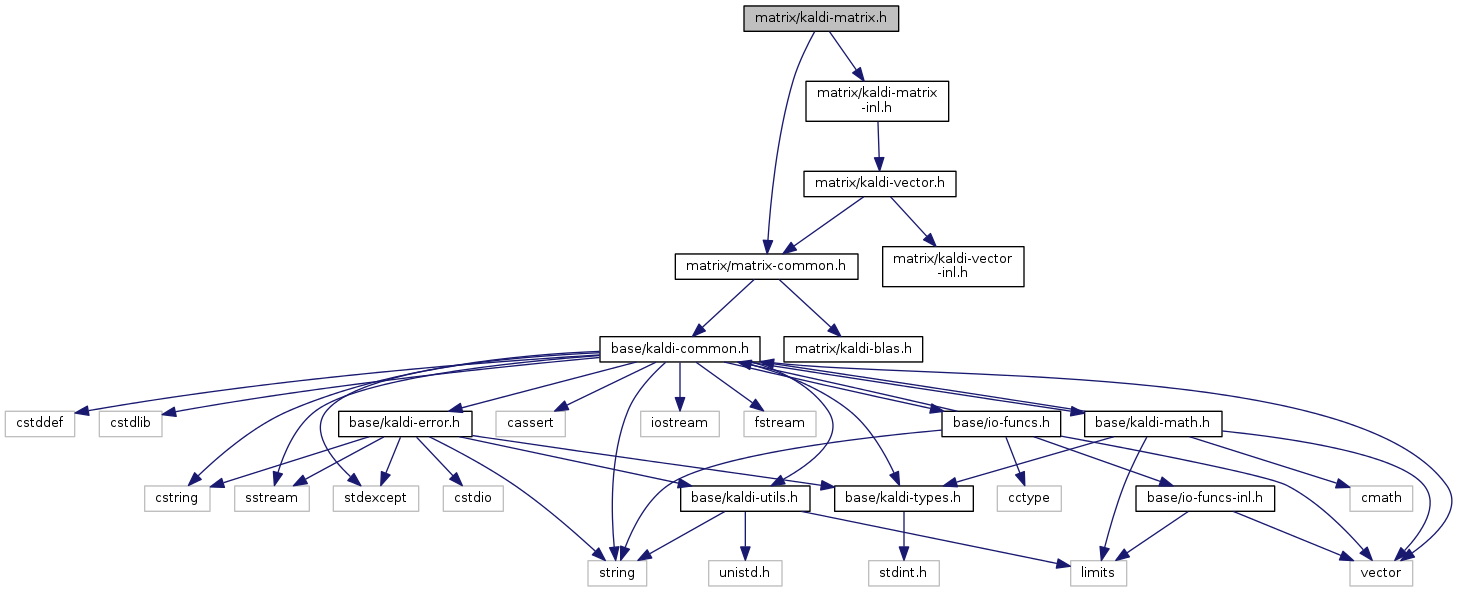 matrix/kaldi-matrix.h
matrix/kaldi-matrix
-inl.h
matrix/kaldi-vector.h
matrix/matrix-common.h
matrix/kaldi-vector
-inl.h
base/kaldi-common.h
matrix/kaldi-blas.h
cstddef
cstdlib
base/kaldi-error.h
cassert
iostream
fstream
base/io-funcs.h
base/kaldi-math.h
cstring
sstream
stdexcept
cstdio
base/kaldi-utils.h
base/kaldi-types.h
cctype
base/io-funcs-inl.h
cmath
string
unistd.h
stdint.h
limits
vector